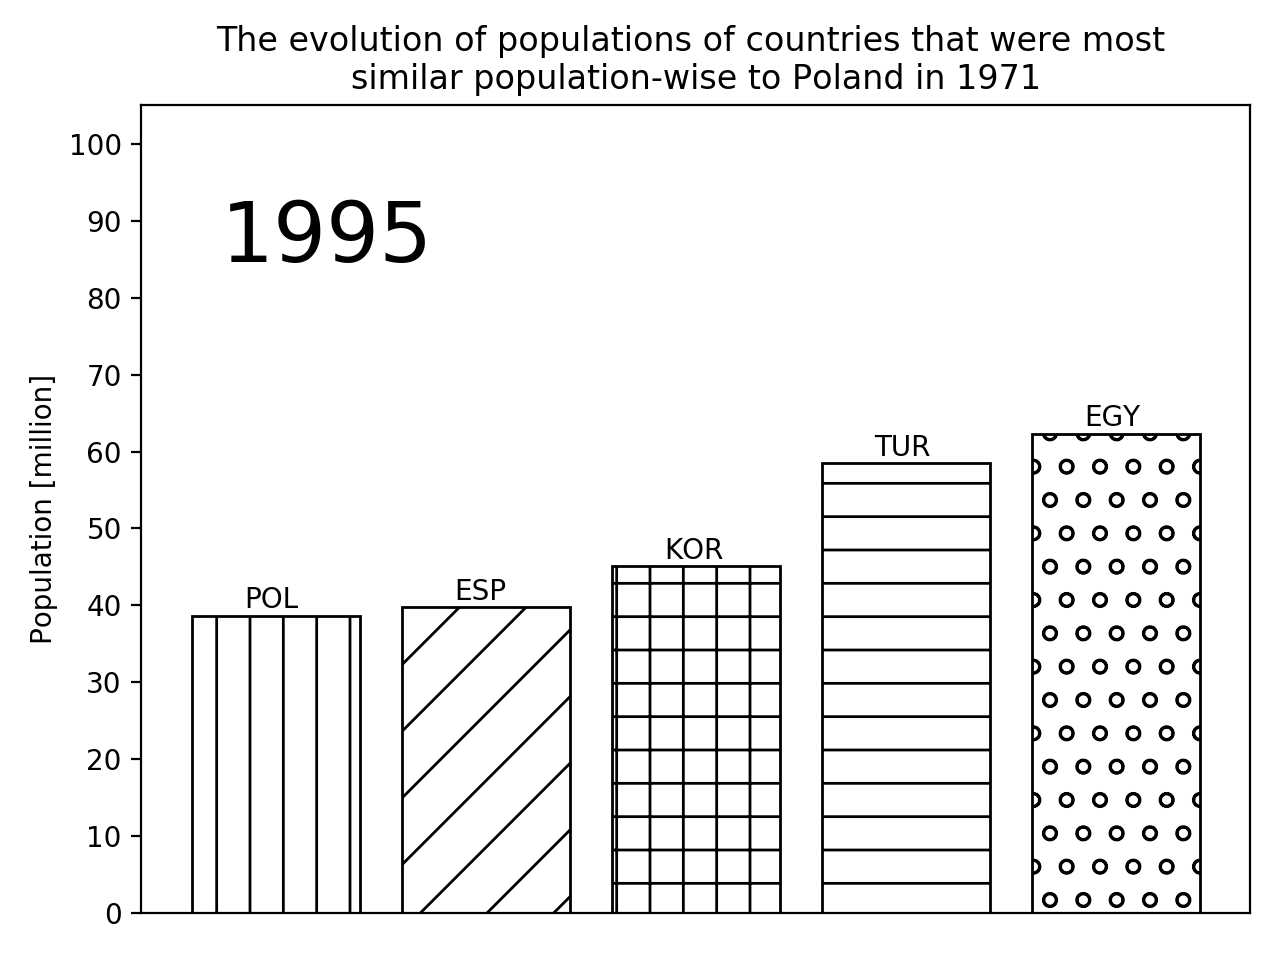 The evolution of populations of countries that were most
similar population-wise to Poland in 1971
100
90
80
70
60
50
40
30
20
10
0
Population [million]
1995
POL
ESP
KOR
TUR
EGY